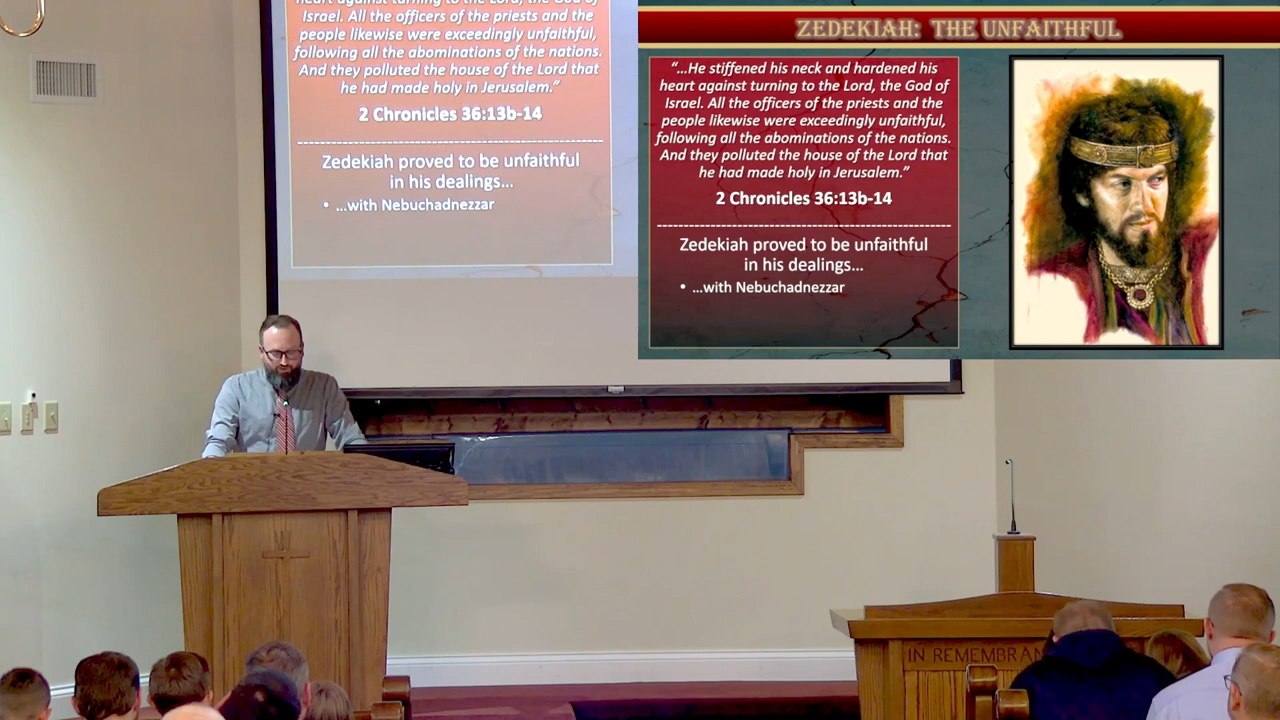 heart against turning to the Lord, the God of
Israel. All the officers of the priests and the
people likewise were exceedingly unfaithful,
following all the abominations of the nations.
And they polluted the house of the Lord that
he had made holy in Jerusalem.”
2 Chronicles 36:13b-14
Zedekiah proved to be unfaithful
in his dealings…
• …with Nebuchadnezzar
ZEDEKIAH: THE UNFAITHFUL
“…He stiffened his neck and hardened his
heart against turning to the Lord, the God of
Israel. All the officers of the priests and the
people likewise were exceedingly unfaithful,
following all the abominations of the nations.
And they polluted the house of the Lord that
he had made holy in Jerusalem.”
2 Chronicles 36:13b-14
Zedekiah proved to be unfaithful
in his dealings…
• …with Nebuchadnezzar
IN REMEMBRAN